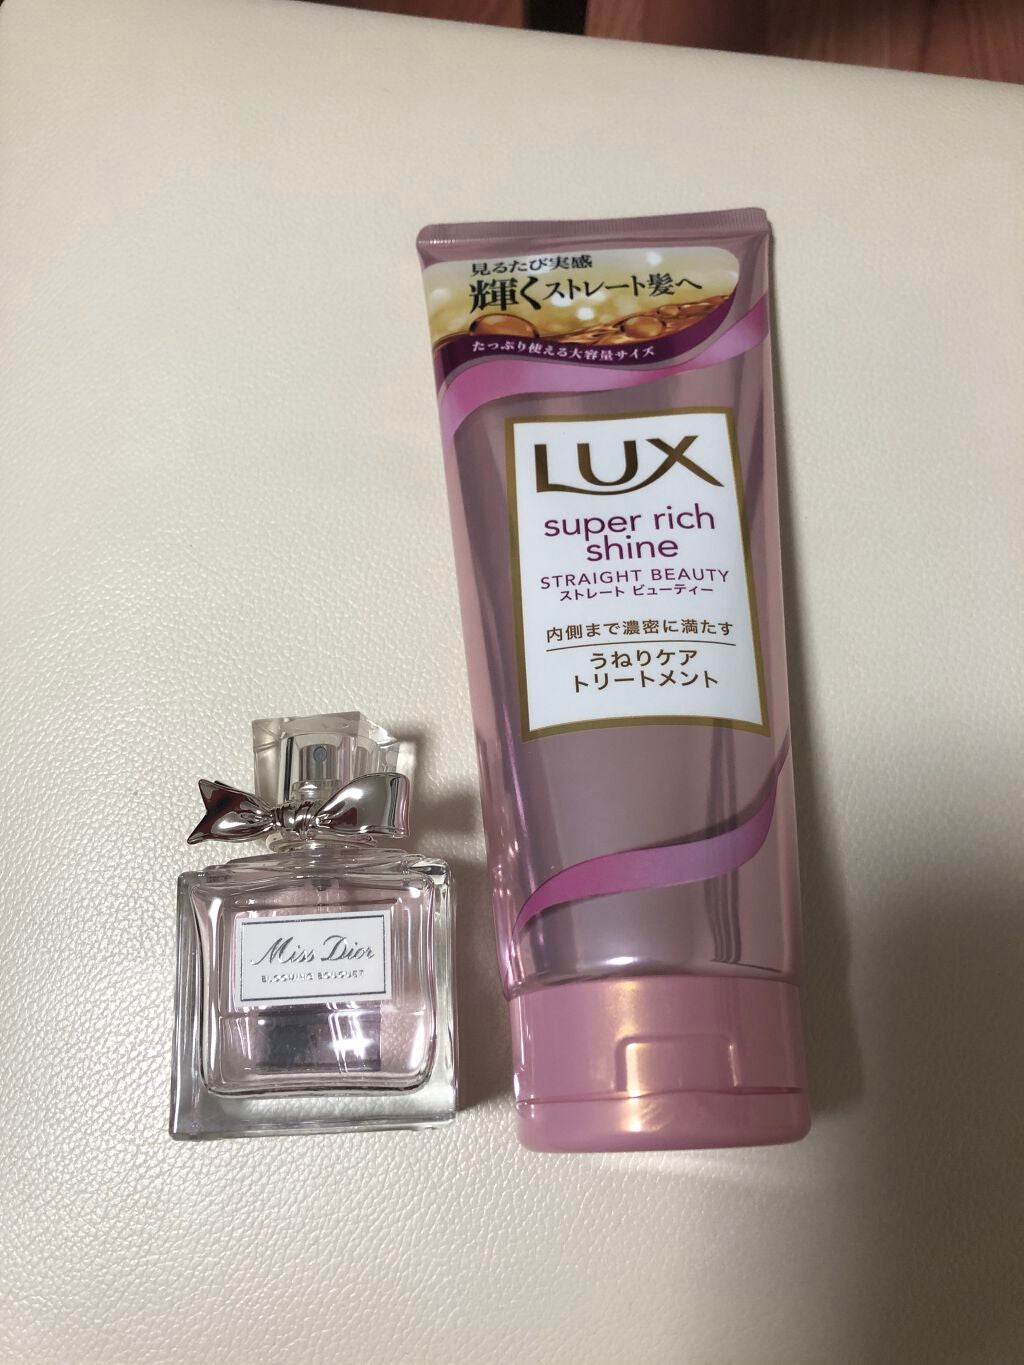 見るたび実感
輝くストレート髪へ
たっぷり使える大容量サイズ
LUX
super rich
shine
STRAIGHT BEAUTY
ストレート ビューティー
内側まで濃密に満たす
うねりケア
トリートメント
Miss Dior
BLOOMING BOUQUET